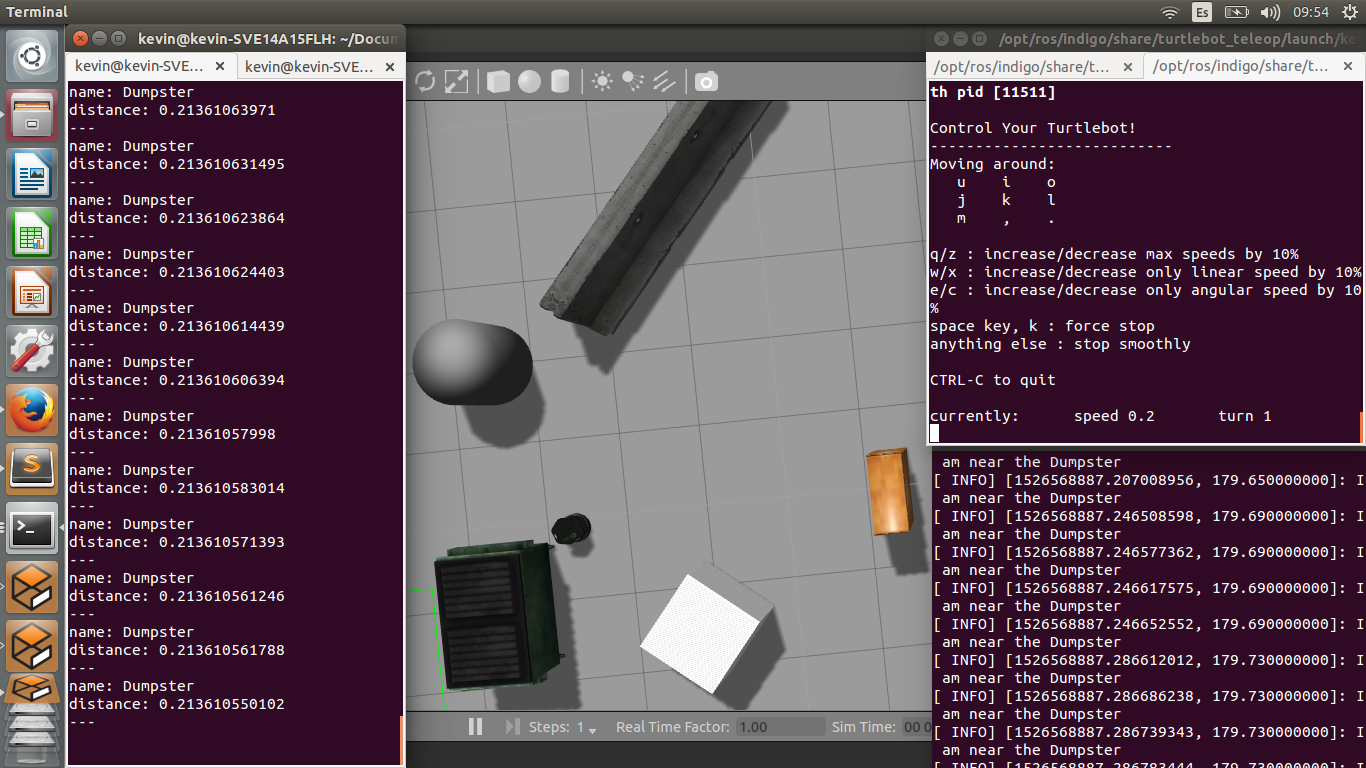 Terminal
Es
09:54
kevin@kevin-SVE14A15FLH: ~/Docun
kevin@kevin-SVE...
kevin@kevin-SVE...
name: Dumpster
distance: 0.21361063971
---
name: Dumpster
distance: 0.213610631495
---
name: Dumpster
distance: 0.213610623864
---
name: Dumpster
distance: 0.213610624403
---
name: Dumpster
distance: 0.213610614439
---
name: Dumpster
distance: 0.213610606394
---
name: Dumpster
distance: 0.21361057998
---
name: Dumpster
distance: 0.213610583014
---
name: Dumpster
distance: 0.213610571393
---
name: Dumpster
distance: 0.213610561246
---
name: Dumpster
distance: 0.213610561788
---
name: Dumpster
distance: 0.213610550102
---
Steps: 1
Real Time Factor: 1.00
Sim Time: 00 0
/opt/ros/indigo/share/turtlebot_teleop/launch/ke
/opt/ros/indigo/share/t...
/opt/ros/indigo/share/t...
th pid [11511]
Control Your Turtlebot!
---------------------------
Moving around:
u i o
j k l
m , .
q/z : increase/decrease max speeds by 10%
w/x : increase/decrease only linear speed by 10%
e/c : increase/decrease only angular speed by 10
%
space key, k : force stop
anything else : stop smoothly
CTRL-C to quit
currently: speed 0.2 turn 1
am near the Dumpster
[ INFO] [1526568887.207008956, 179.650000000]: I
am near the Dumpster
[ INFO] [1526568887.246508598, 179.690000000]: I
am near the Dumpster
[ INFO] [1526568887.246577362, 179.690000000]: I
am near the Dumpster
[ INFO] [1526568887.246617575, 179.690000000]: I
am near the Dumpster
[ INFO] [1526568887.246652552, 179.690000000]: I
am near the Dumpster
[ INFO] [1526568887.286612012, 179.730000000]: I
am near the Dumpster
[ INFO] [1526568887.286686238, 179.730000000]: I
am near the Dumpster
[ INFO] [1526568887.286739343, 179.730000000]: I
am near the Dumpster
[ INFO] [1526568887.286783444, 179.730000000]: I